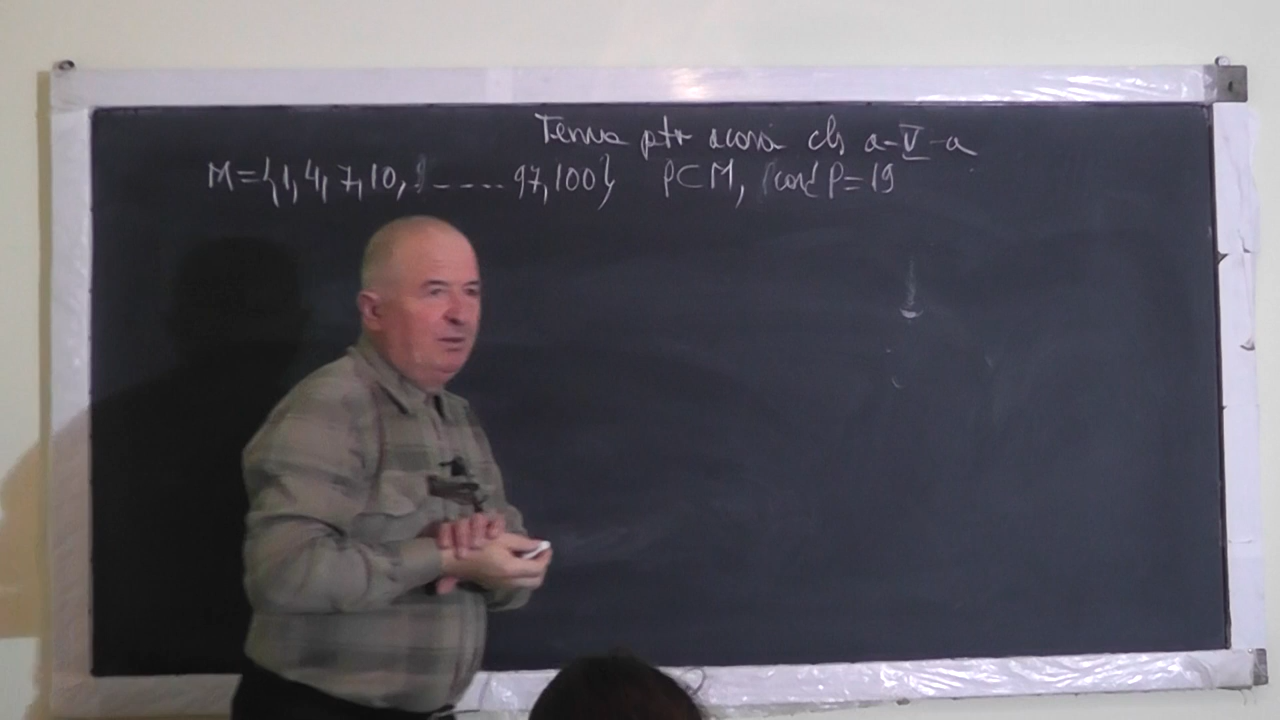 Tema ptr acasă cls a-V-a
M={1,4,7,10,.....97,100} P⊂M, card P=19